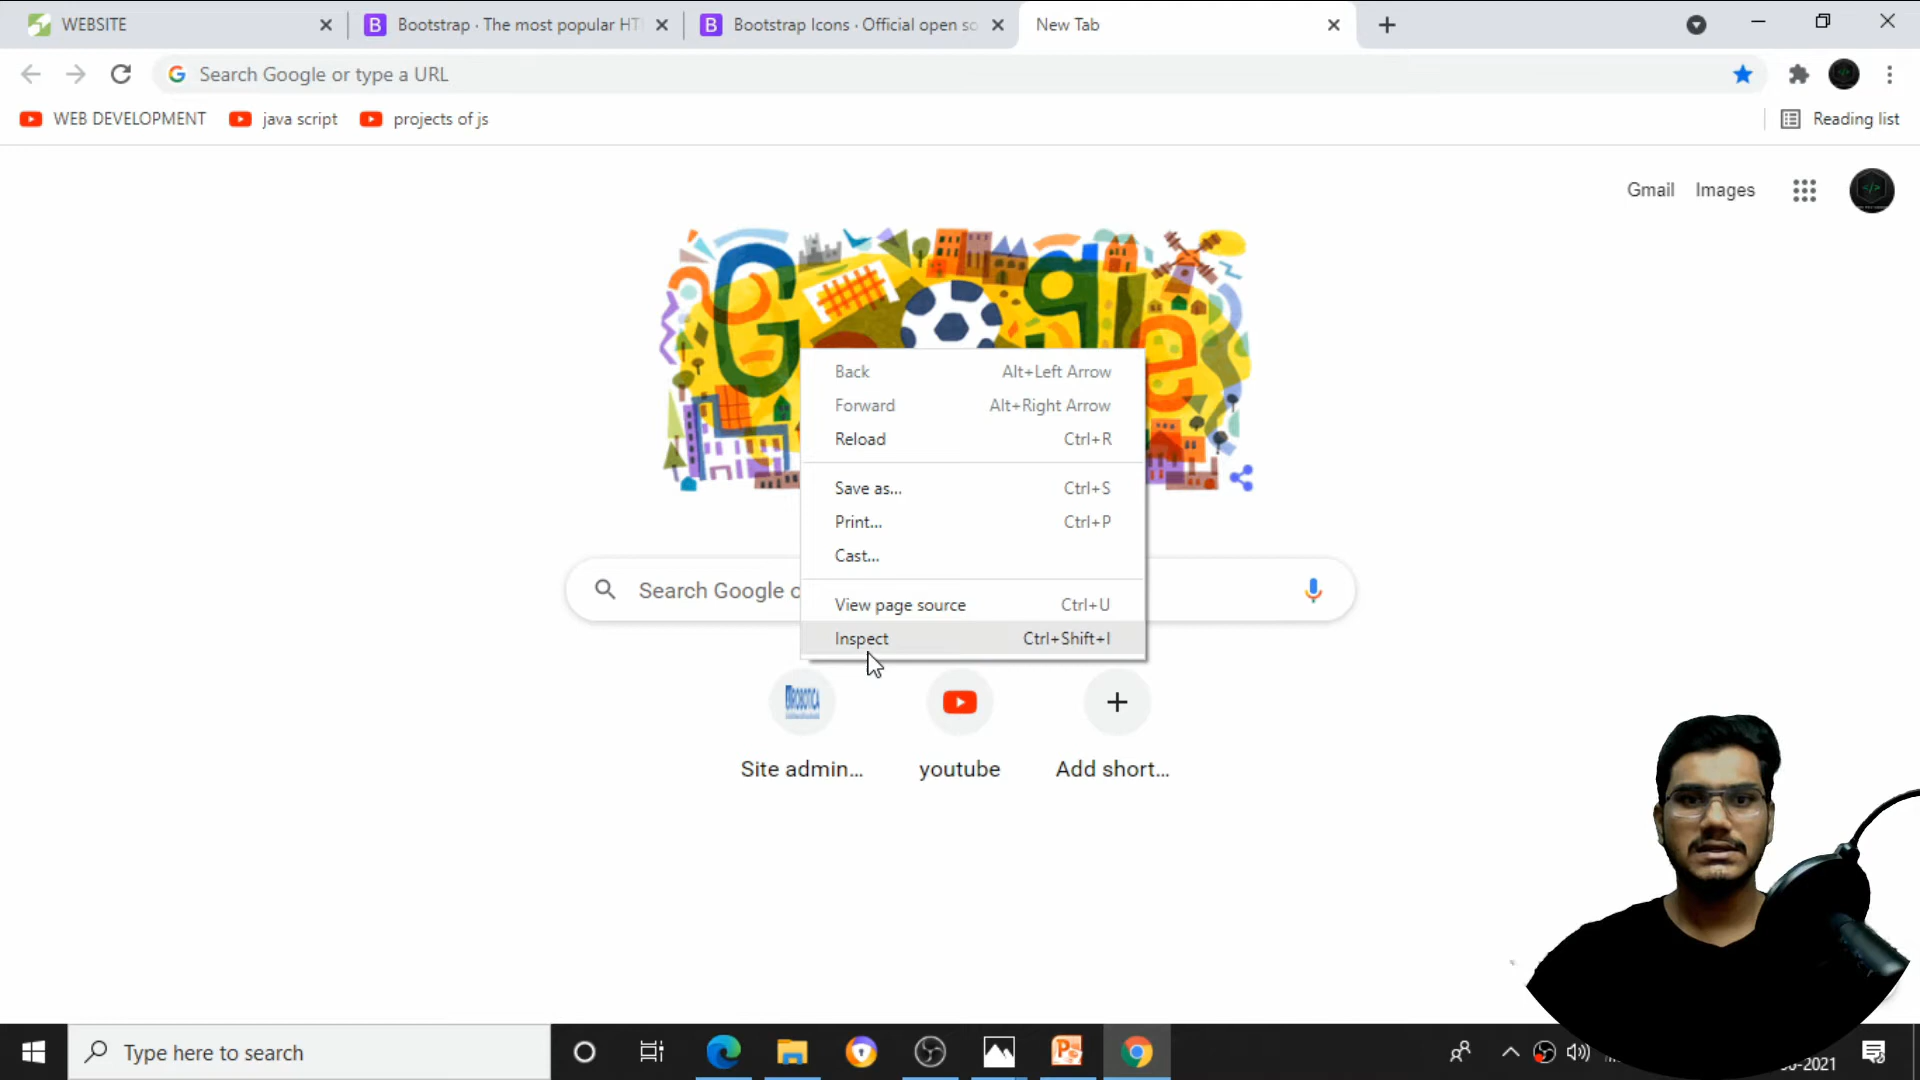 WEBSITE
Bootstrap · The most popular HT
Bootstrap Icons · Official open so
New Tab
Search Google or type a URL
WEB DEVELOPMENT
java script
projects of js
Reading list
Gmail Images
Google
Back Alt+Left Arrow
Forward Alt+Right Arrow
Reload Ctrl+R
Save as... Ctrl+S
Print... Ctrl+P
Cast... 
View page source Ctrl+U
Inspect Ctrl+Shift+I
Search Google o
ROBOTICA
Site admin...
youtube
Add short...
Type here to search
-2021